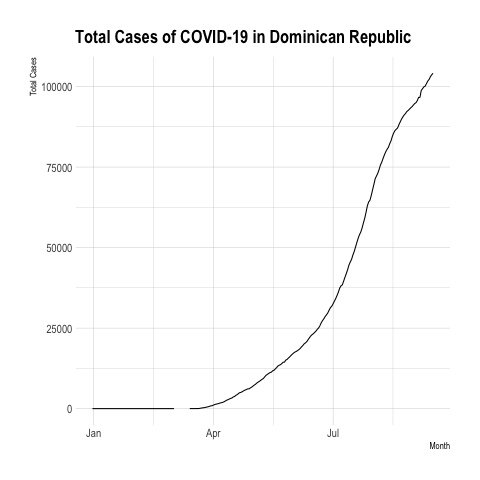 Total Cases of COVID-19 in Dominican Republic
Total Cases
100000
75000
50000
25000
0
Jan Apr Jul
Month